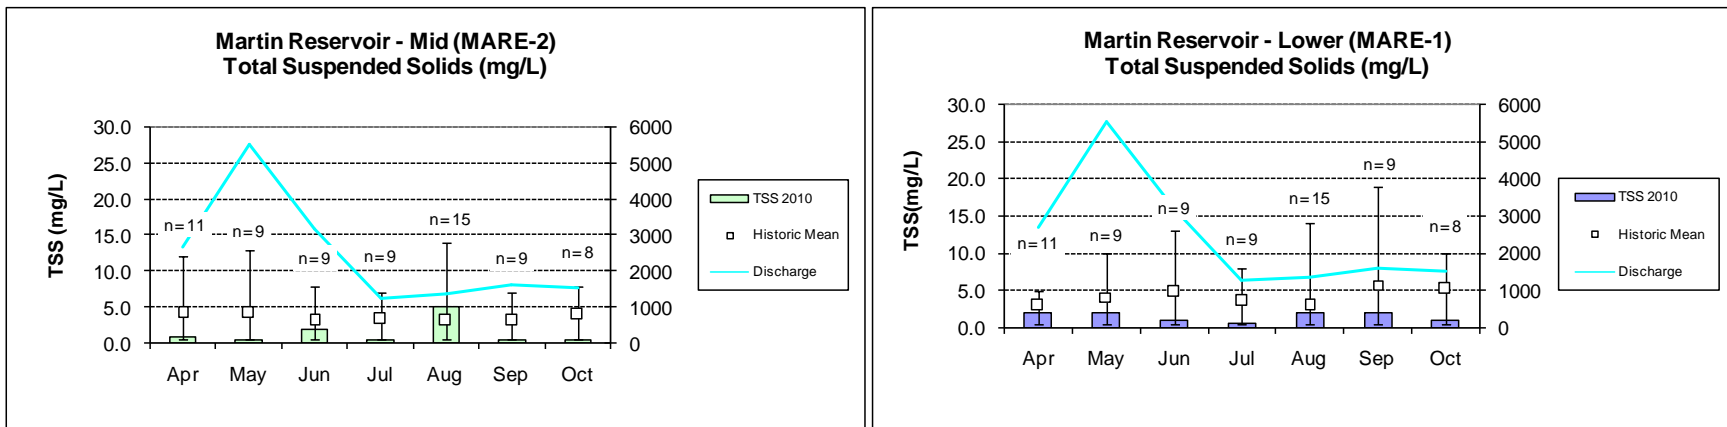 Martin Reservoir - Mid (MARE-2)
Total Suspended Solids (mg/L)
TSS (mg/L)
30.0
25.0
20.0
15.0
10.0
5.0
0.0
6000
5000
4000
3000
2000
1000
0
n=11
n=9
n=9
n=9
n=15
n=9
n=8
Apr May Jun Jul Aug Sep Oct
TSS 2010
Historic Mean
Discharge
Martin Reservoir - Lower (MARE-1)
Total Suspended Solids (mg/L)
TSS(mg/L)
30.0
25.0
20.0
15.0
10.0
5.0
0.0
6000
5000
4000
3000
2000
1000
0
n=11
n=9
n=9
n=9
n=15
n=9
n=8
Apr May Jun Jul Aug Sep Oct
TSS 2010
Historic Mean
Discharge